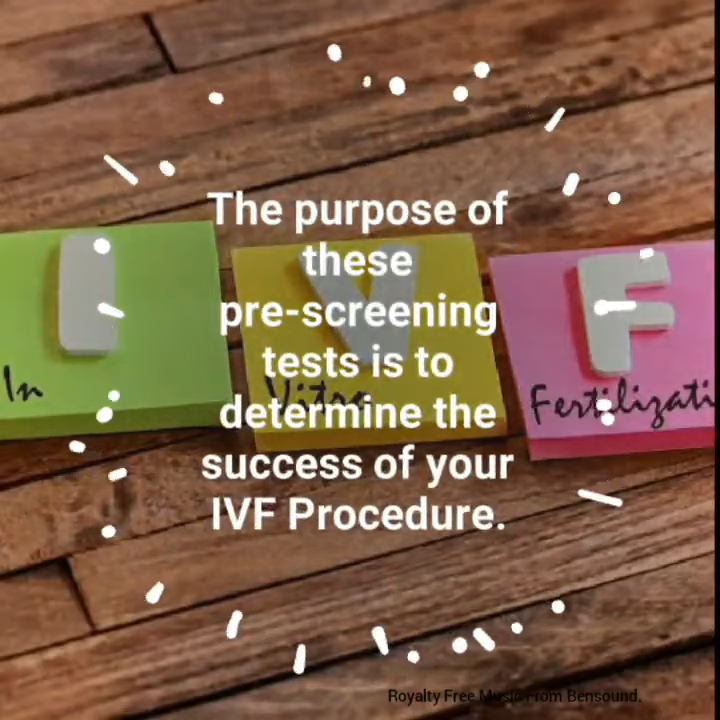 The purpose of
these
pre-screening
tests is to
determine the
success of your
IVF Procedure.
I V F
In Vitro Fertilizati
Royalty Free Music From Bensound.